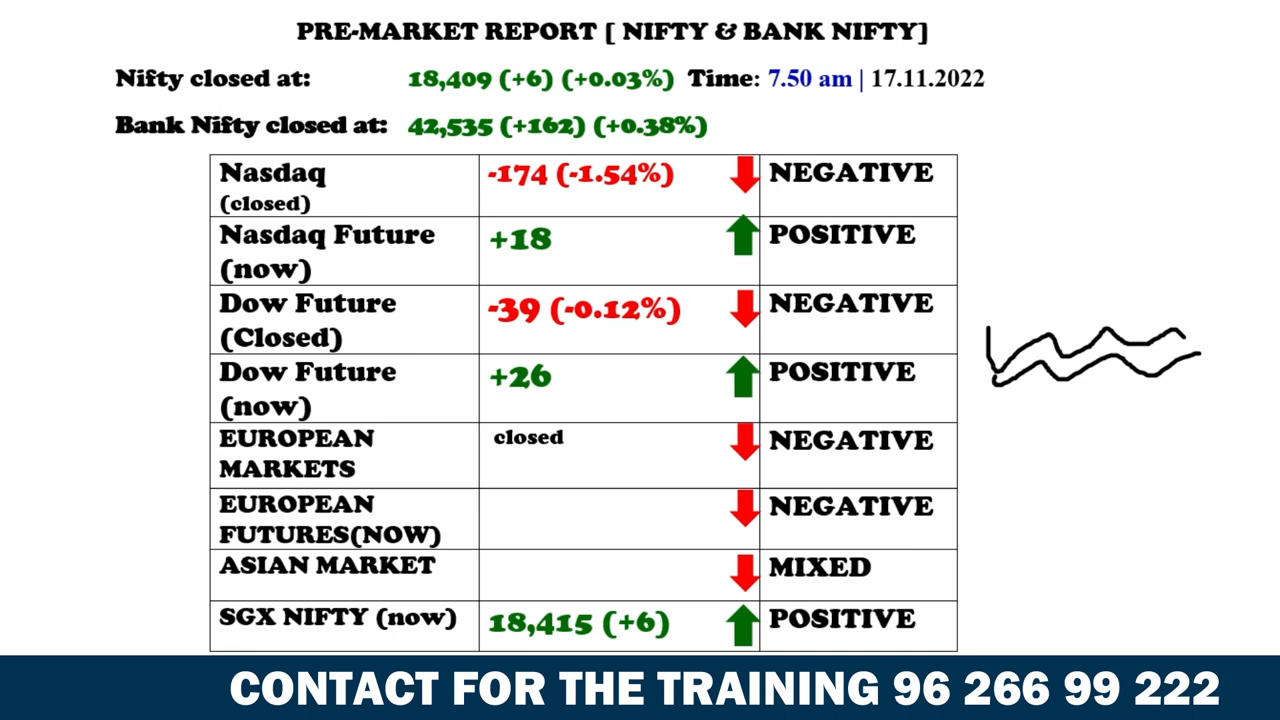 PRE-MARKET REPORT [ NIFTY & BANK NIFTY]
Nifty closed at: 18,409 (+6) (+0.03%) Time: 7.50 am | 17.11.2022
Bank Nifty closed at: 42,535 (+162) (+0.38%)
Nasdaq -174 (-1.54%) NEGATIVE
(closed)
Nasdaq Future +18 POSITIVE
(now)
Dow Future -39 (-0.12%) NEGATIVE
(Closed)
Dow Future +26 POSITIVE
(now)
EUROPEAN closed NEGATIVE
MARKETS
EUROPEAN NEGATIVE
FUTURES(NOW)
ASIAN MARKET MIXED
SGX NIFTY (now) 18,415 (+6) POSITIVE
CONTACT FOR THE TRAINING 96 266 99 222